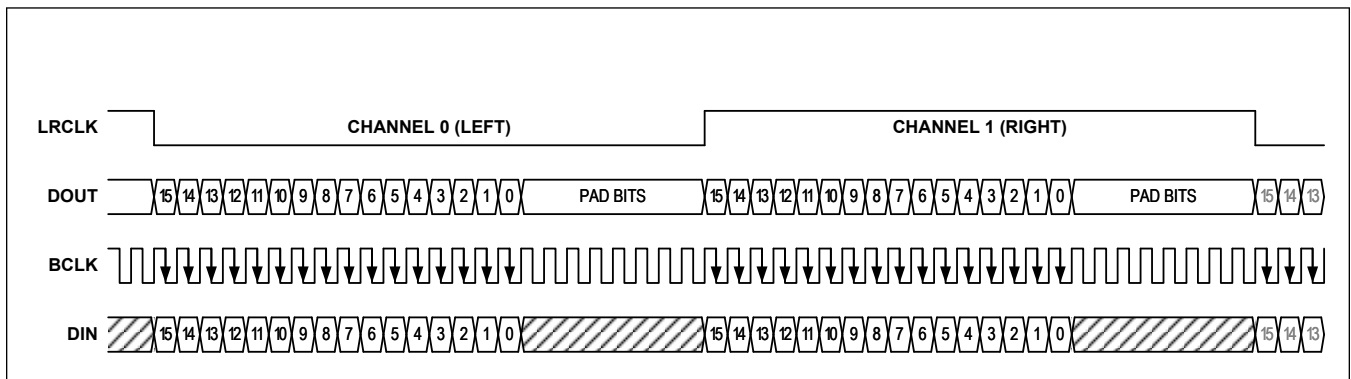 LRCLK CHANNEL 0 (LEFT) CHANNEL 1 (RIGHT)
DOUT 15 14 13 12 11 10 9 8 7 6 5 4 3 2 1 0 PAD BITS 15 14 13 12 11 10 9 8 7 6 5 4 3 2 1 0 PAD BITS 15 14 13
BCLK
DIN 15 14 13 12 11 10 9 8 7 6 5 4 3 2 1 0 15 14 13 12 11 10 9 8 7 6 5 4 3 2 1 0 15 14 13